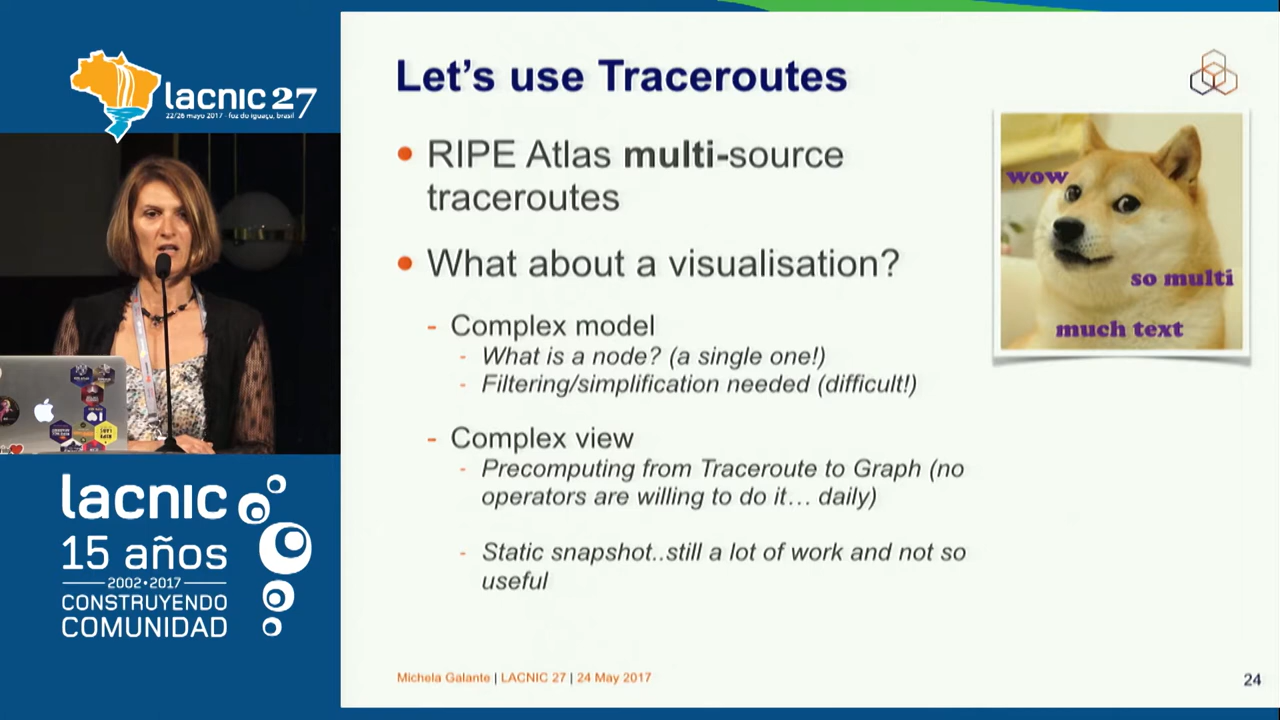 lacnic 27
22/26 mayo 2017 - foz do iguaçu, brasil
lacnic
15 años
2002•2017
CONSTRUYENDO
COMUNIDAD
Let's use Traceroutes
• RIPE Atlas multi-source
traceroutes
• What about a visualisation?
- Complex model
- What is a node? (a single one!)
- Filtering/simplification needed (difficult!)
- Complex view
- Precomputing from Traceroute to Graph (no
operators are willing to do it... daily)
- Static snapshot..still a lot of work and not so
useful
wow
so multi
much text
Michela Galante | LACNIC 27 | 24 May 2017
24